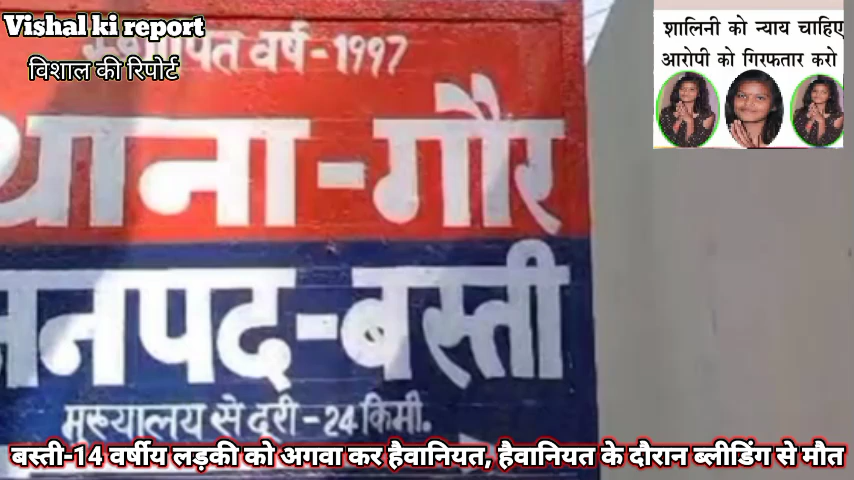 Vishal ki report
विशाल की रिपोर्ट
शालिनी को न्याय चाहिए
आरोपी को गिरफतार करो
वर्ष-1997
थाना-गौर
जनपद-बस्ती
मुख्यालय से दूरी-24 किमी.
बस्ती-14 वर्षीय लड़की को अगवा कर हैवानियत, हैवानियत के दौरान ब्लीडिंग से मौत